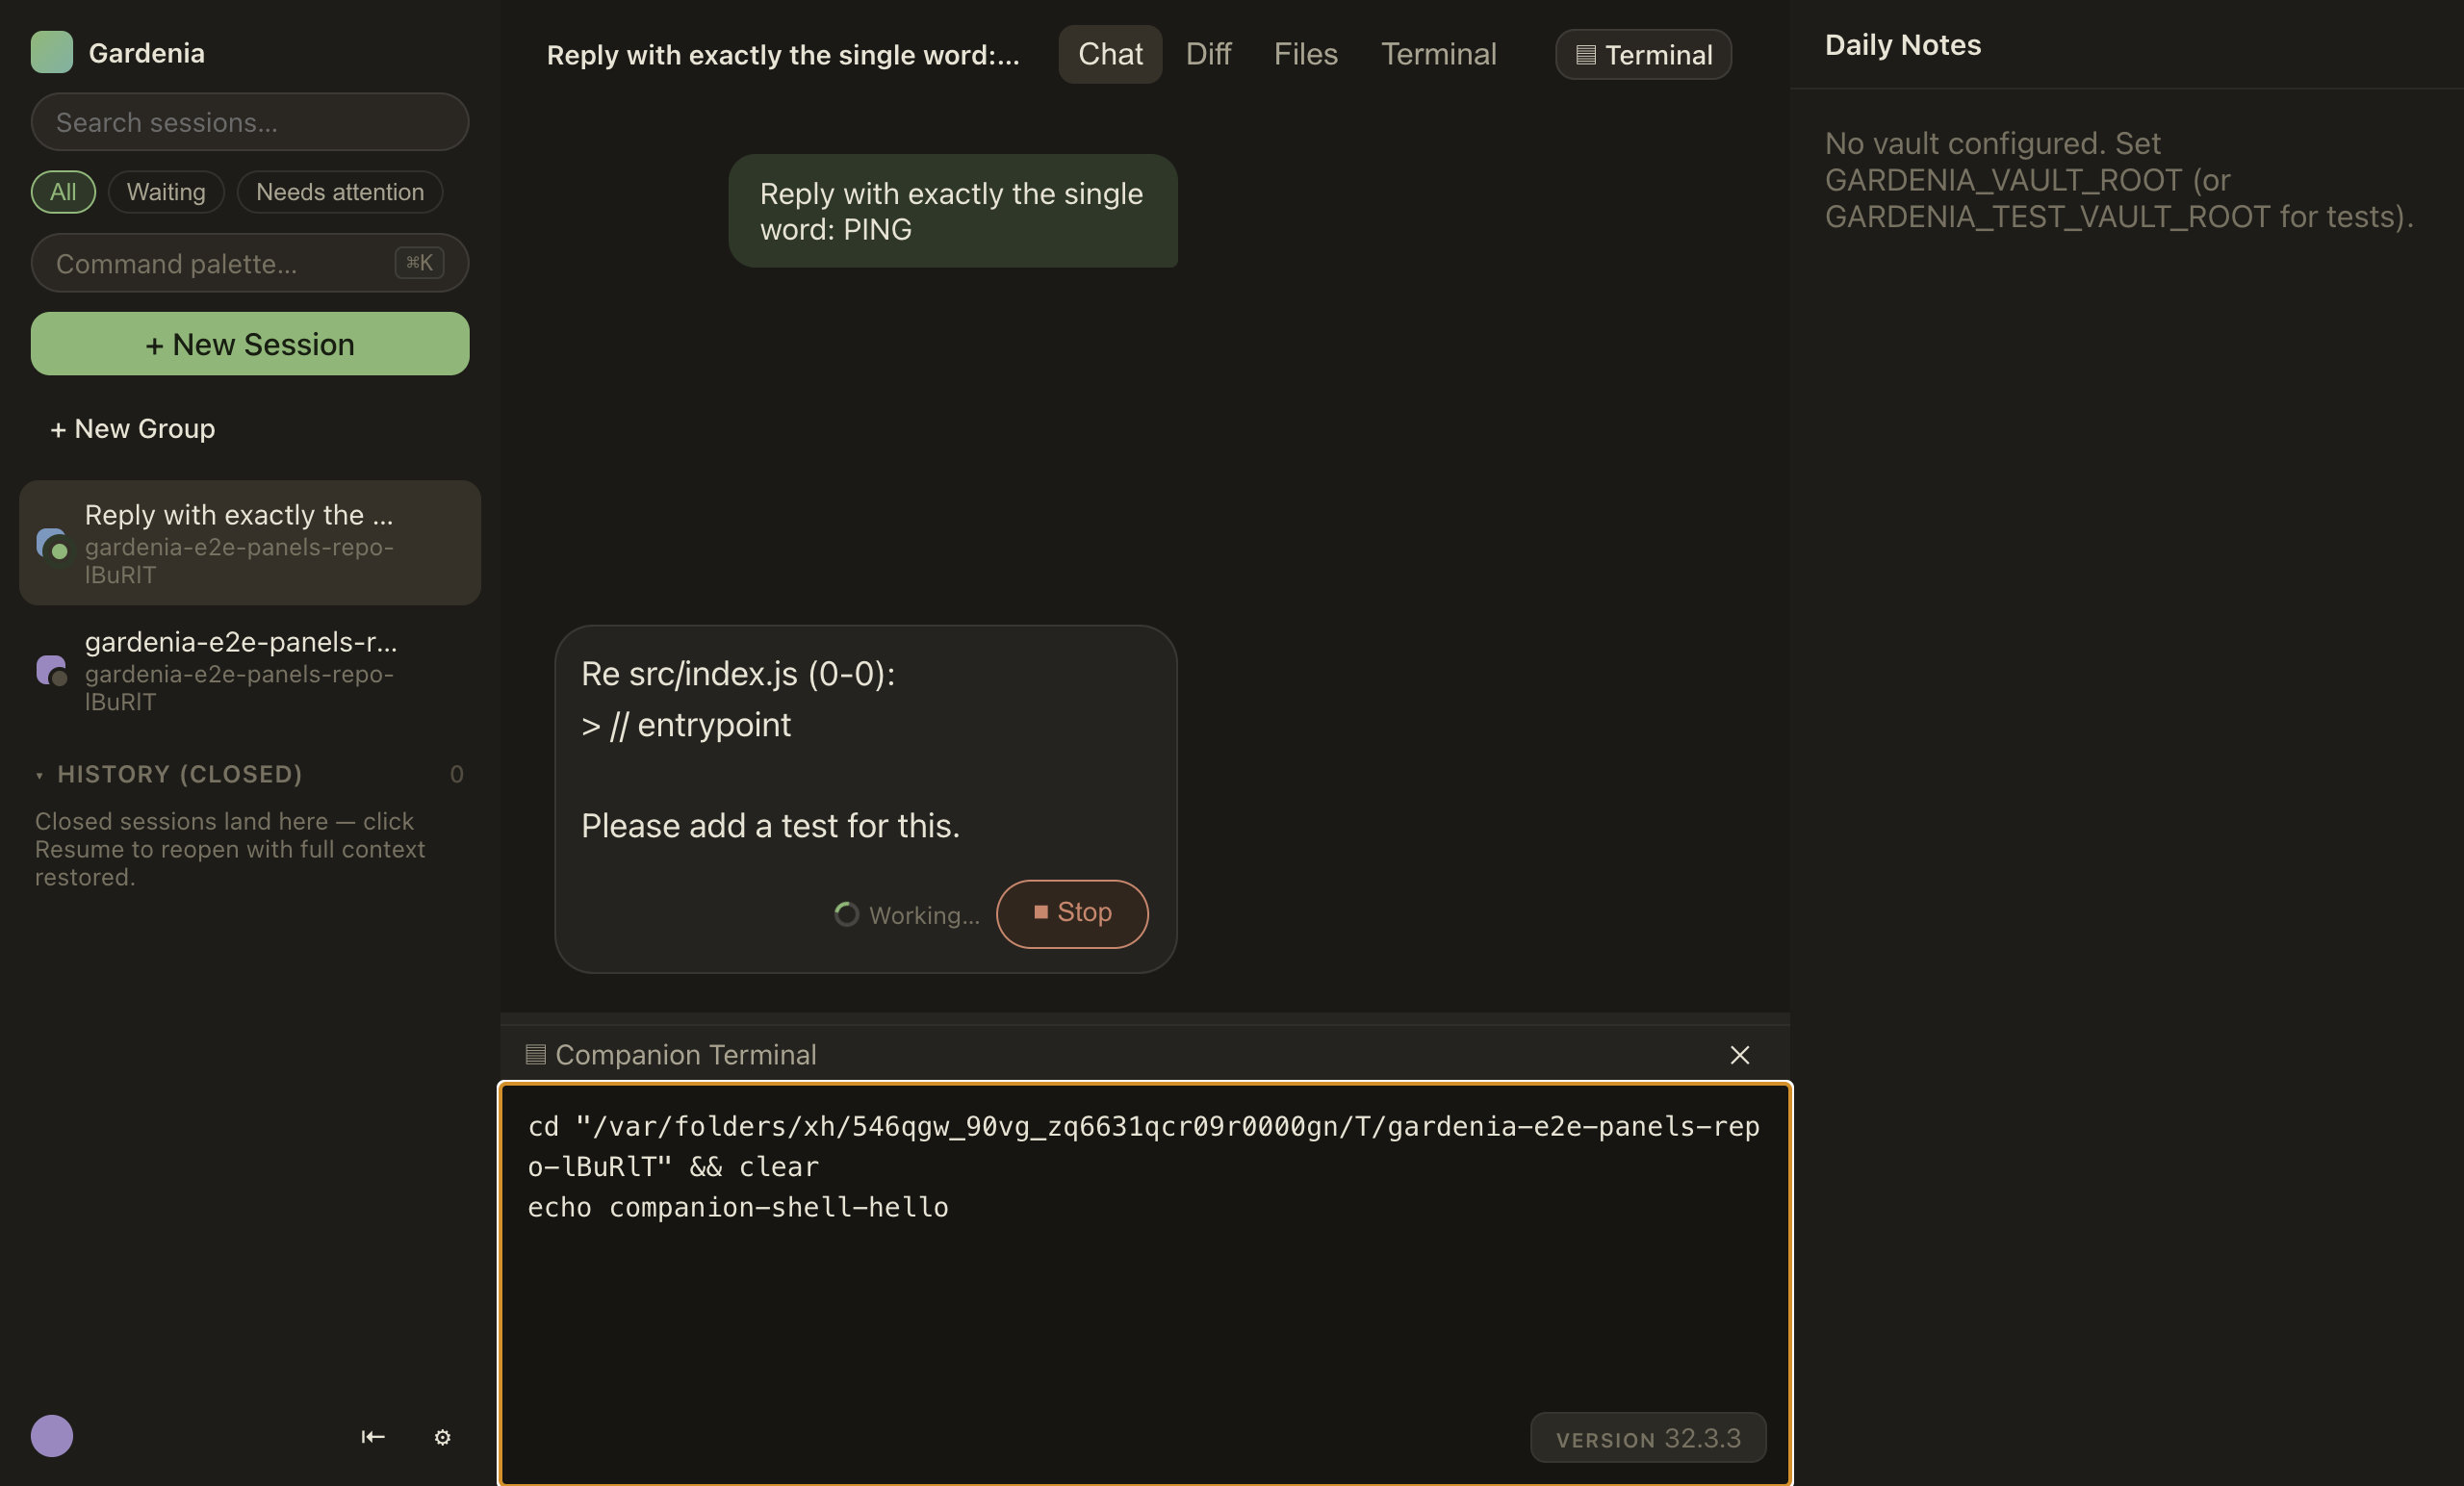 Gardenia
Search sessions…
All
Waiting
Needs attention
Command palette…
⌘K
+ New Session
+ New Group
Reply with exactly the …
gardenia-e2e-panels-repo-
lBuRlT
gardenia-e2e-panels-r…
gardenia-e2e-panels-repo-
lBuRlT
HISTORY (CLOSED)
0
Closed sessions land here — click
Resume to reopen with full context
restored.
Reply with exactly the single word:…
Chat
Diff
Files
Terminal
Terminal
Reply with exactly the single
word: PING
Re src/index.js (0-0):
> // entrypoint
Please add a test for this.
Working…
Stop
Companion Terminal
cd "/var/folders/xh/546qgw_90vg_zq6631qcr09r0000gn/T/gardenia-e2e-panels-rep
o-lBuRlT" && clear
echo companion-shell-hello
VERSION 32.3.3
Daily Notes
No vault configured. Set
GARDENIA_VAULT_ROOT (or
GARDENIA_TEST_VAULT_ROOT for tests).